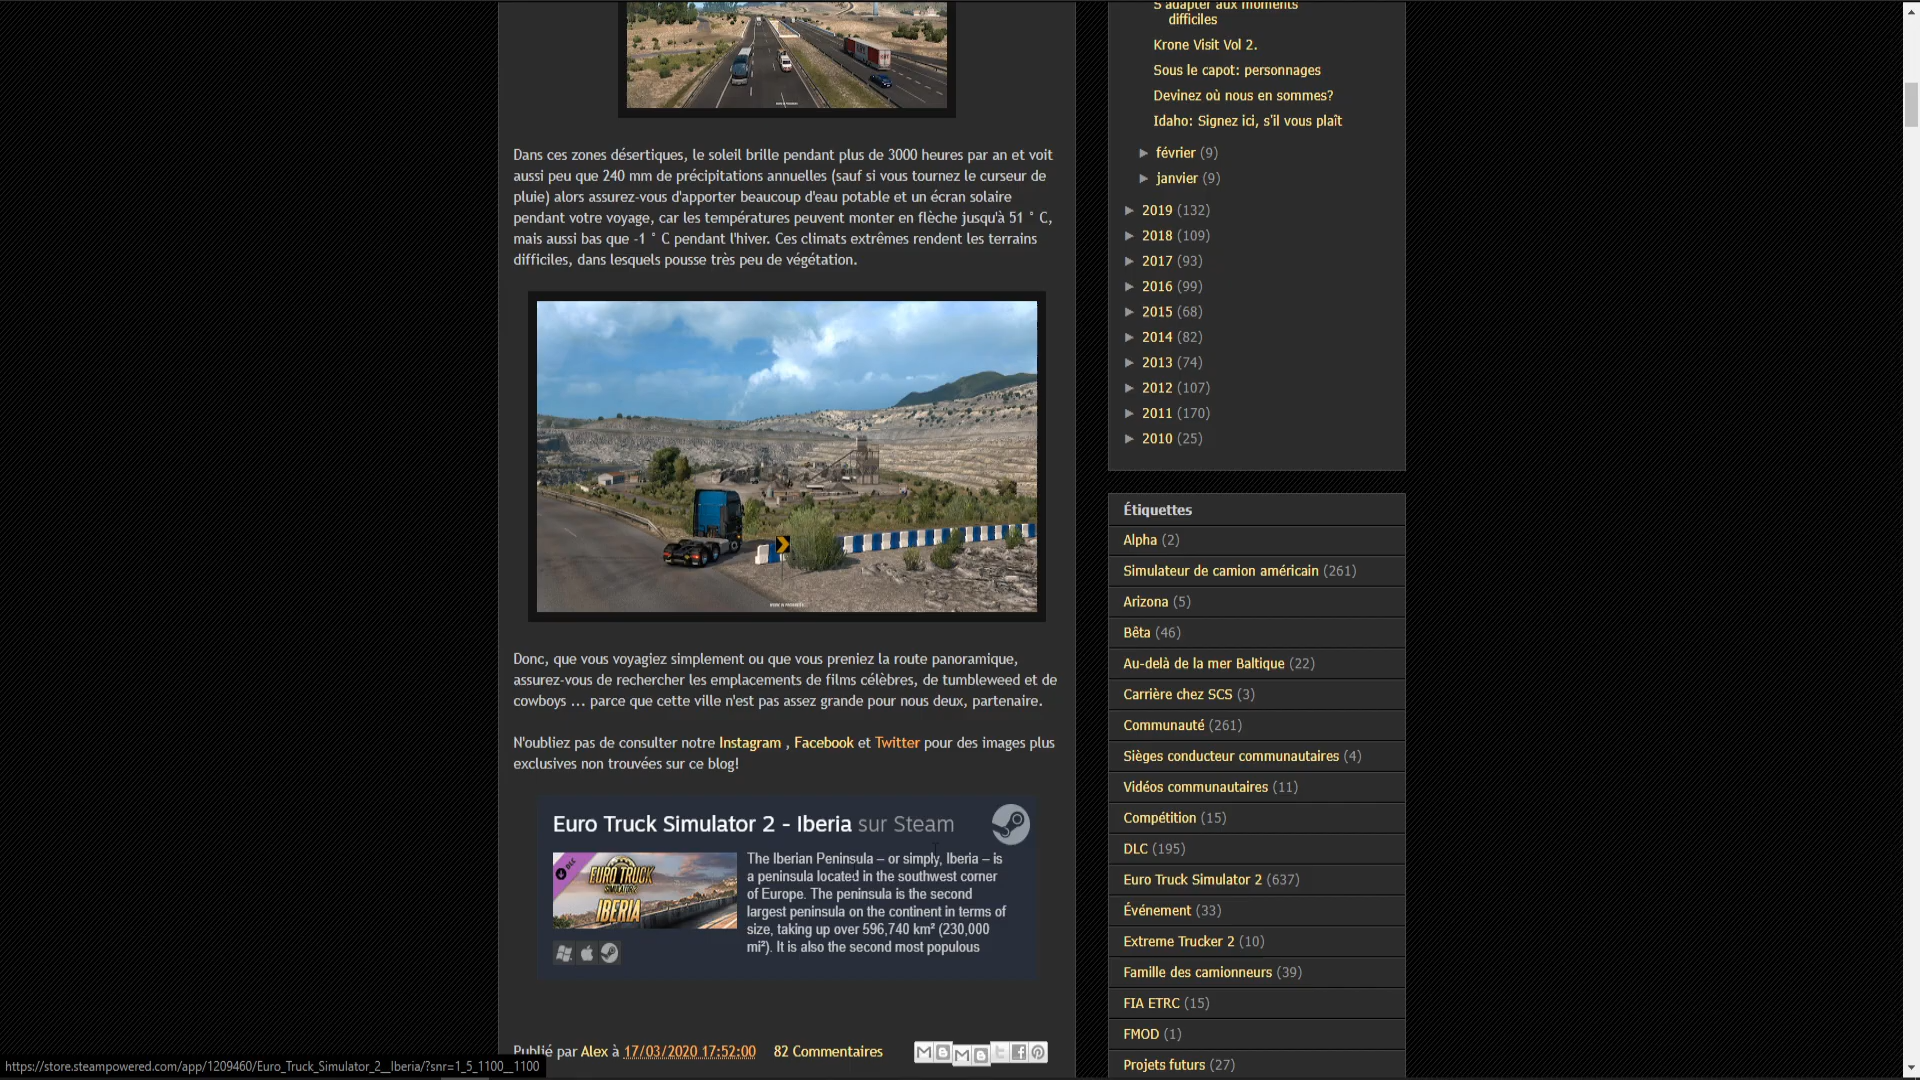 Dans ces zones désertiques, le soleil brille pendant plus de 3000 heures par an et voit
aussi peu que 240 mm de précipitations annuelles (sauf si vous tournez le curseur de
pluie) alors assurez-vous d'apporter beaucoup d'eau potable et un écran solaire
pendant votre voyage, car les températures peuvent monter en flèche jusqu'à 51 ° C,
mais aussi bas que -1 ° C pendant l'hiver. Ces climats extrêmes rendent les terrains
difficiles, dans lesquels pousse très peu de végétation.
Donc, que vous voyagiez simplement ou que vous preniez la route panoramique,
assurez-vous de rechercher les emplacements de films célèbres, de tumbleweed et de
cowboys ... parce que cette ville n'est pas assez grande pour nous deux, partenaire.
N'oubliez pas de consulter notre Instagram , Facebook et Twitter pour des images plus
exclusives non trouvées sur ce blog!
Euro Truck Simulator 2 - Iberia sur Steam
DLC
EURO TRUCK
SIMULATOR 2
IBERIA
The Iberian Peninsula – or simply, Iberia – is
a peninsula located in the southwest corner
of Europe. The peninsula is the second
largest peninsula on the continent in terms of
size, taking up over 596,740 km² (230,000
mi²). It is also the second most populous
Publié par Alex à 17/03/2020 17:52:00 82 Commentaires
S'adapter aux moments
difficiles
Krone Visit Vol 2.
Sous le capot: personnages
Devinez où nous en sommes?
Idaho: Signez ici, s'il vous plaît
► février (9)
► janvier (9)
► 2019 (132)
► 2018 (109)
► 2017 (93)
► 2016 (99)
► 2015 (68)
► 2014 (82)
► 2013 (74)
► 2012 (107)
► 2011 (170)
► 2010 (25)
Étiquettes
Alpha (2)
Simulateur de camion américain (261)
Arizona (5)
Bêta (46)
Au-delà de la mer Baltique (22)
Carrière chez SCS (3)
Communauté (261)
Sièges conducteur communautaires (4)
Vidéos communautaires (11)
Compétition (15)
DLC (195)
Euro Truck Simulator 2 (637)
Événement (33)
Extreme Trucker 2 (10)
Famille des camionneurs (39)
FIA ETRC (15)
FMOD (1)
Projets futurs (27)
https://store.steampowered.com/app/1209460/Euro_Truck_Simulator_2__Iberia/?snr=1_5_1100__1100